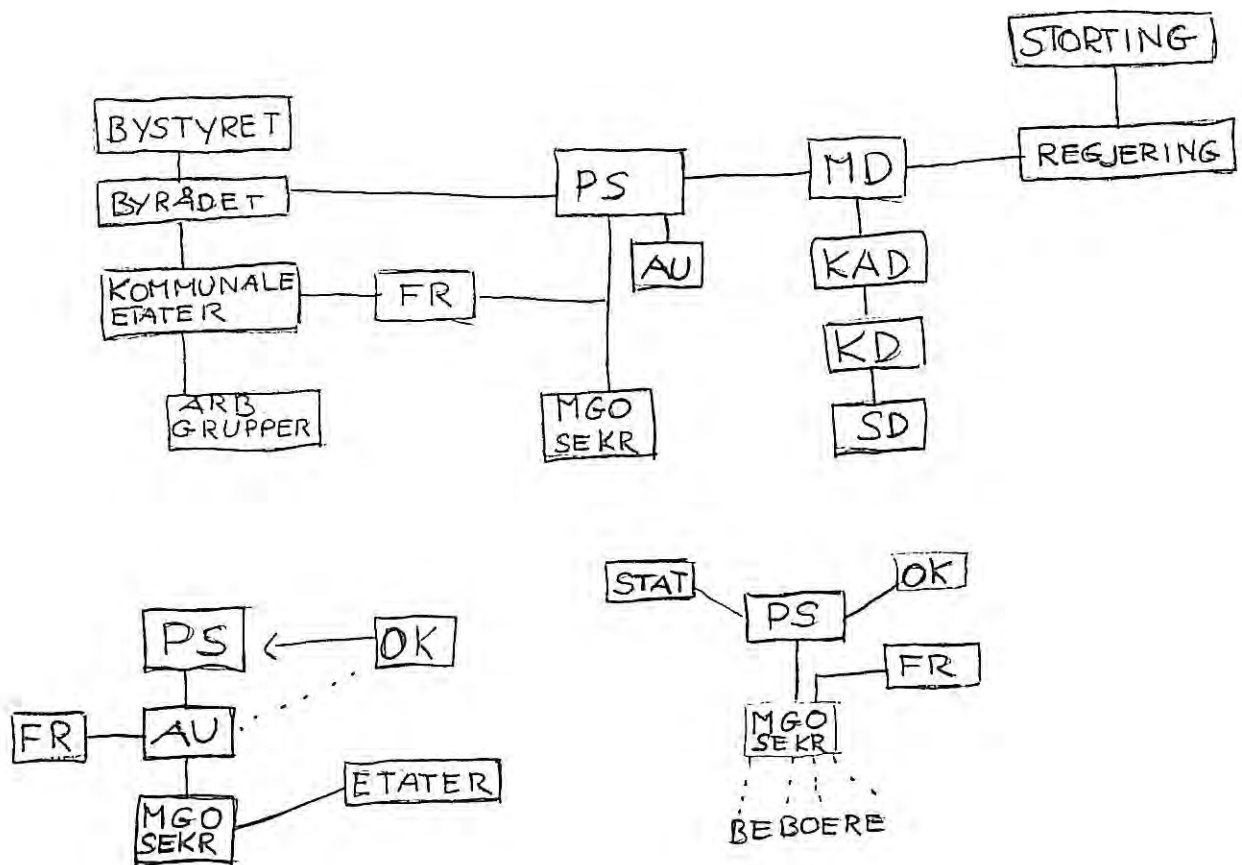 STORTING
BYSTYRET
REGJERING
PS
MD
BYRÅDET
AU
KAD
KOMMUNALE
ETATER
FR
KD
ARB
GRUPPER
MGO
SEKR
SD
STAT
OK
PS
PS
OK
FR
FR
AU
MGO
SEKR
ETATER
MGO
SEKR
BEBOERE